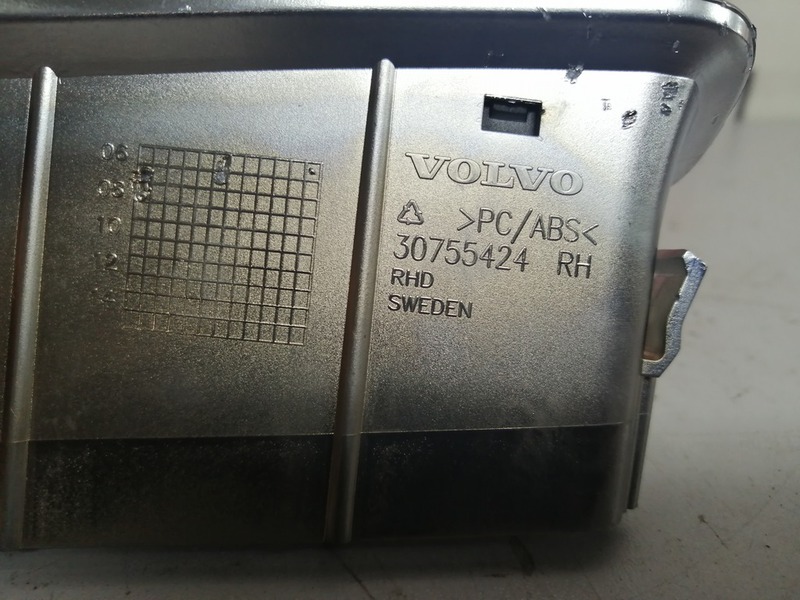 06
08
10
12
VOLVO
>PC/ABS<
30755424 RH
RHD
SWEDEN